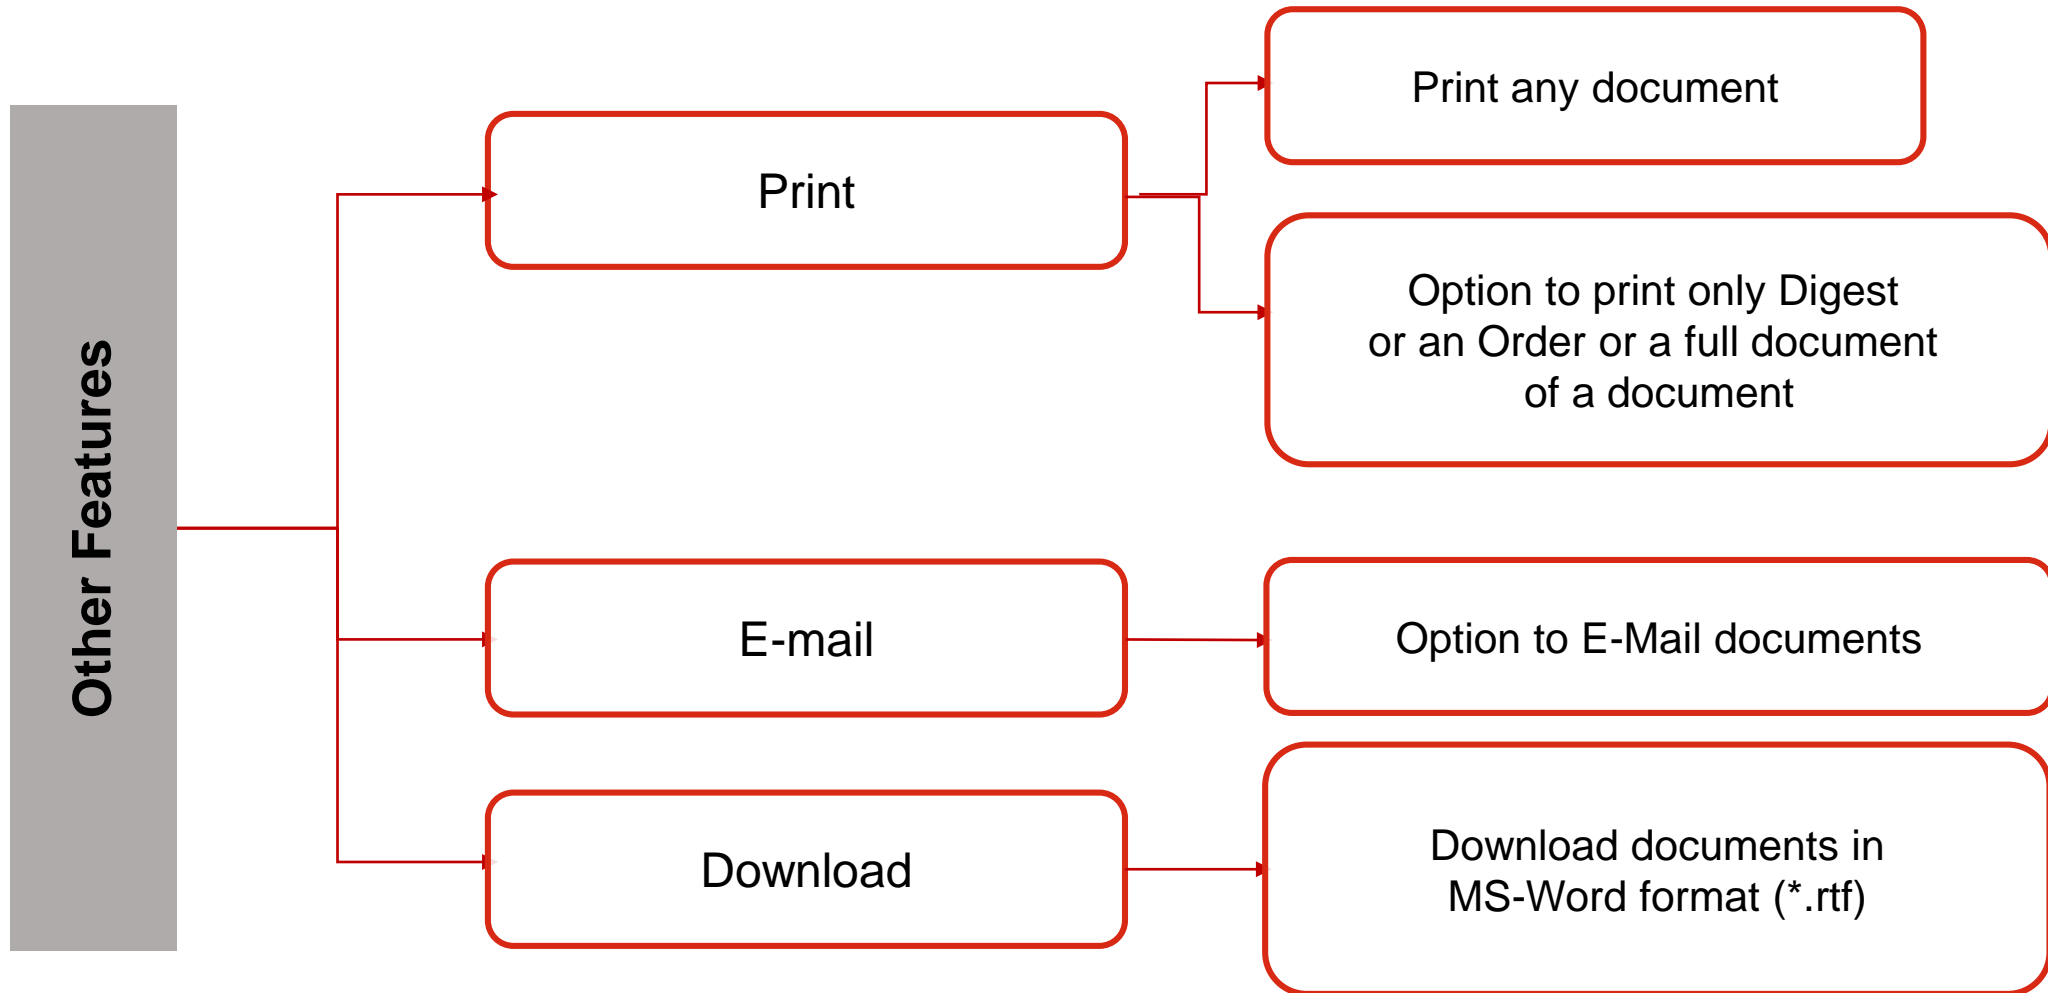 Other Features
Print
Print any document
Option to print only Digest
or an Order or a full document
of a document
E-mail
Option to E-Mail documents
Download
Download documents in
MS-Word format (*.rtf)